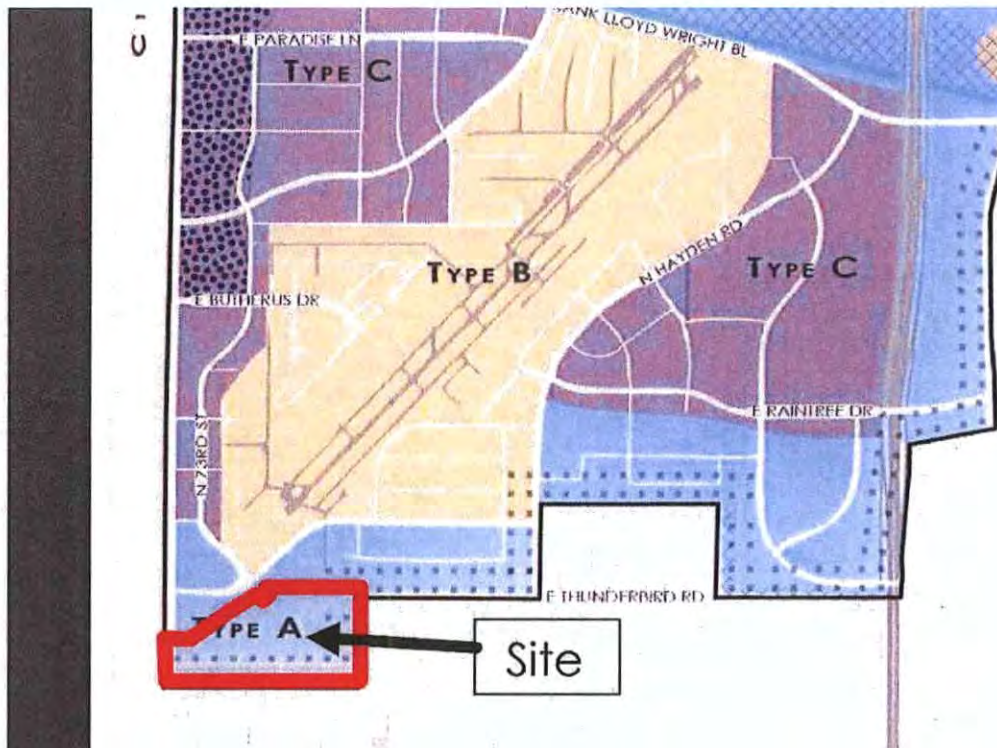 ANK LLOYD WRIGHT BL
E PARADISE LN
TYPE C
TYPE B
N HAYDEN RD
TYPE C
E BUTHERUS DR
E RAINTREE DR
N 73RD ST
E THUNDERBIRD RD
TYPE A
Site